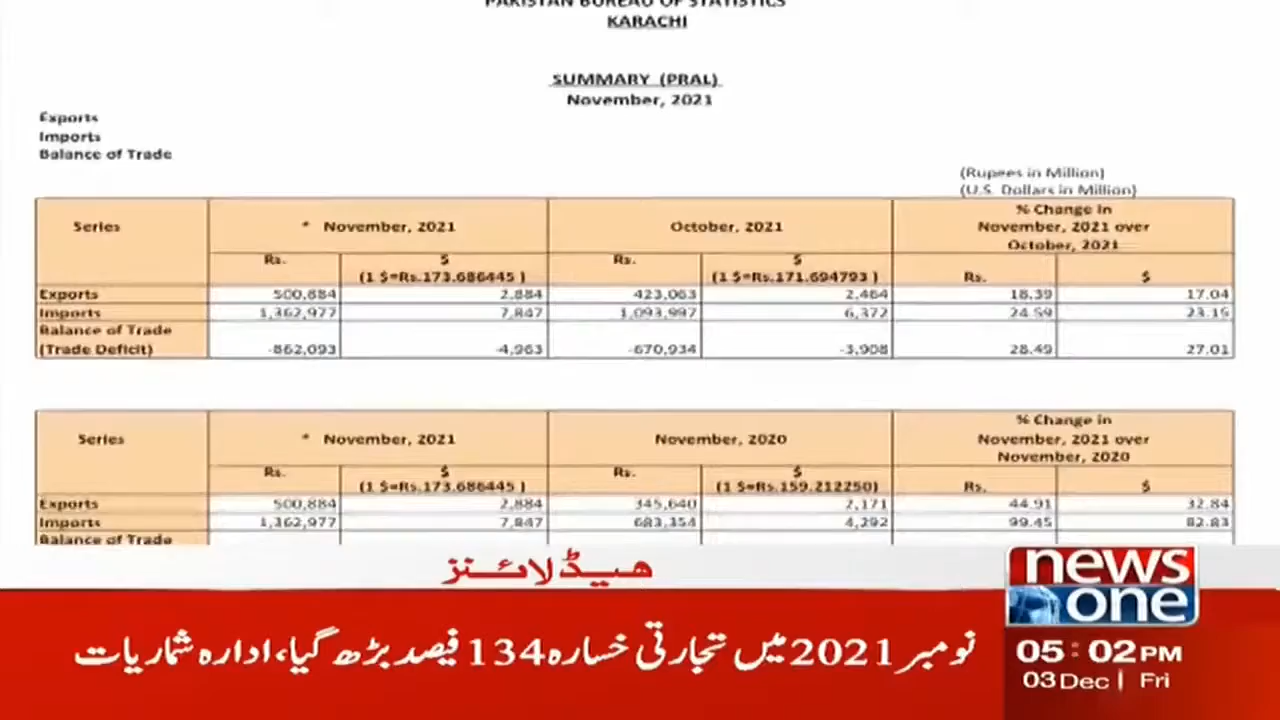 PAKISTAN BUREAU OF STATISTICS
KARACHI
SUMMARY (PRAL)
November, 2021
Exports
Imports
Balance of Trade
(Rupees in Million)
(U.S. Dollars in Million)
Series * November, 2021 October, 2021 % Change in November, 2021 over October, 2021
Rs. $ (1 $=Rs.173.686445 ) Rs. $ (1 $=Rs.171.694793 ) Rs. $
Exports 500,884 2,884 423,063 2,464 18.39 17.04
Imports 1,362,977 7,847 1,093,997 6,372 24.59 23.15
Balance of Trade
(Trade Deficit) -862,093 -4,963 -670,934 -3,908 28.49 27.01
Series * November, 2021 November, 2020 % Change in November, 2021 over November, 2020
Rs. $ (1 $=Rs.173.686445 ) Rs. $ (1 $=Rs.159.212250) Rs. $
Exports 500,884 2,884 345,640 2,171 44.91 32.84
Imports 1,362,977 7,847 683,354 4,292 99.45 82.83
Balance of Trade
ھیڈلائنز
news
one
نومبر 2021 میں تجارتی خسارہ 134 فیصد بڑھ گیا، ادارہ شماریات
05:02 PM
03 Dec | Fri